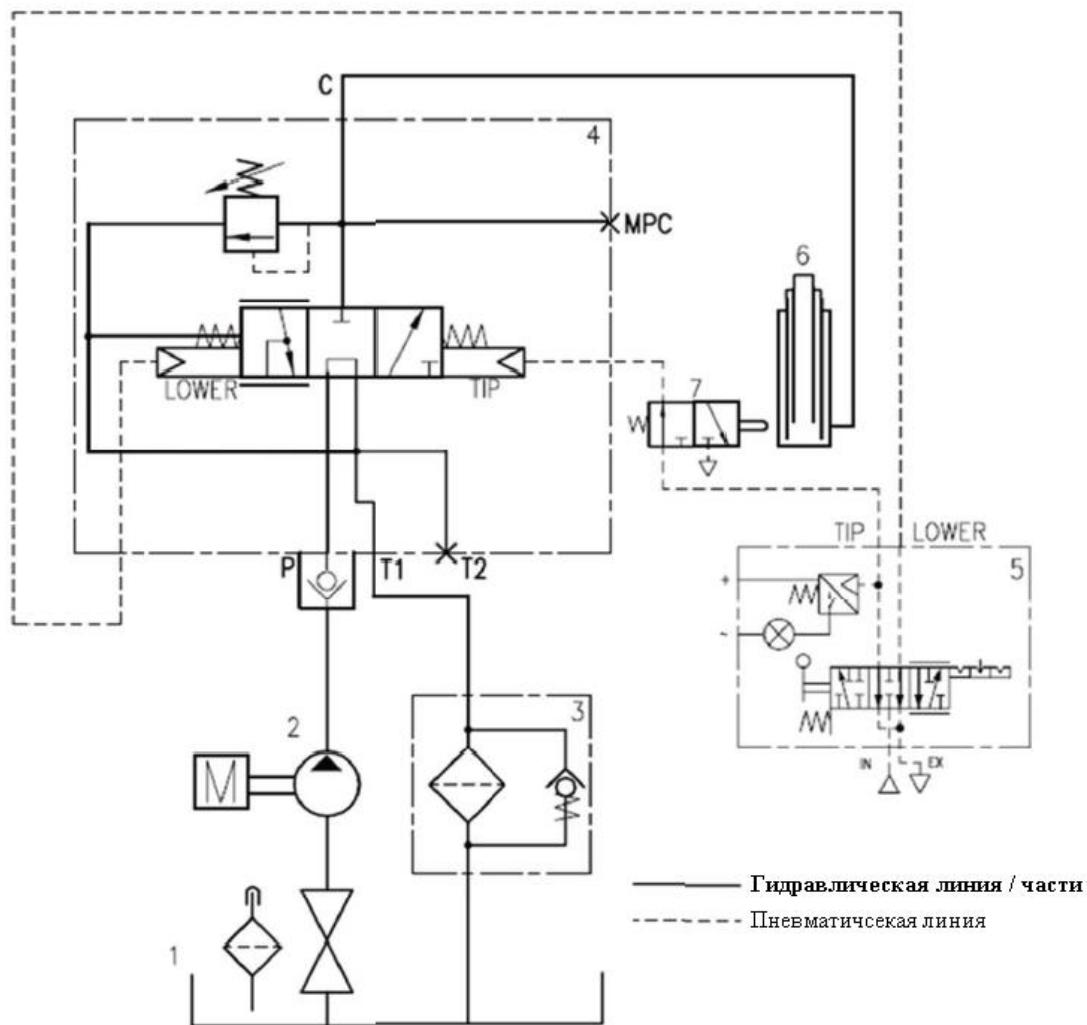 C
4
MPC
6
LOWER
TIP
7
TIP
LOWER
5
P
T1
T2
+
~
IN
EX
2
3
M
1
Гидравлическая линия / части
Пневматичсекая линия